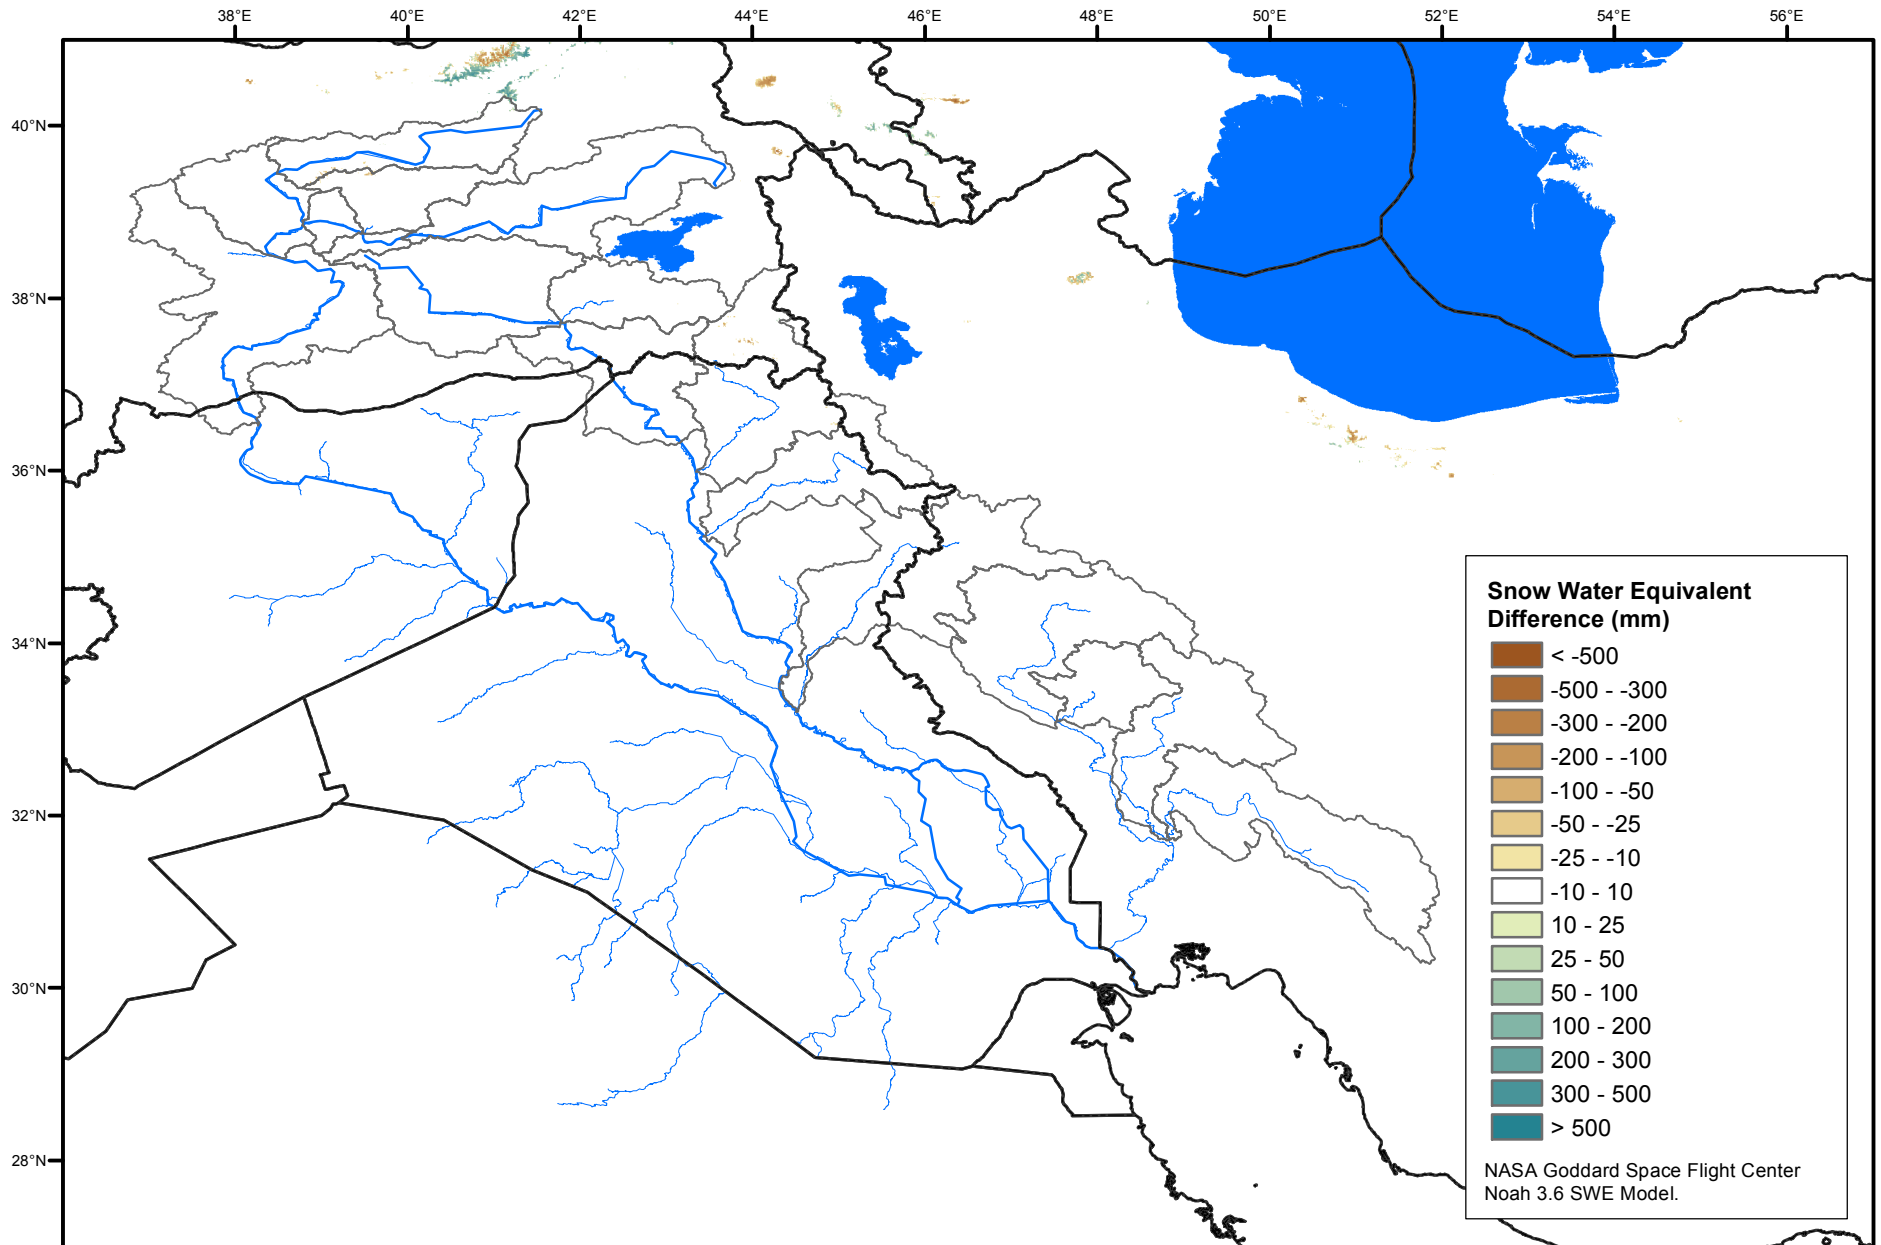 38°E 40°E 42°E 44°E 46°E 48°E 50°E 52°E 54°E 56°E
40°N
38°N
36°N
34°N
32°N
30°N
28°N
Snow Water Equivalent
Difference (mm)
< -500
-500 - -300
-300 - -200
-200 - -100
-100 - -50
-50 - -25
-25 - -10
-10 - 10
10 - 25
25 - 50
50 - 100
100 - 200
200 - 300
300 - 500
> 500
NASA Goddard Space Flight Center
Noah 3.6 SWE Model.